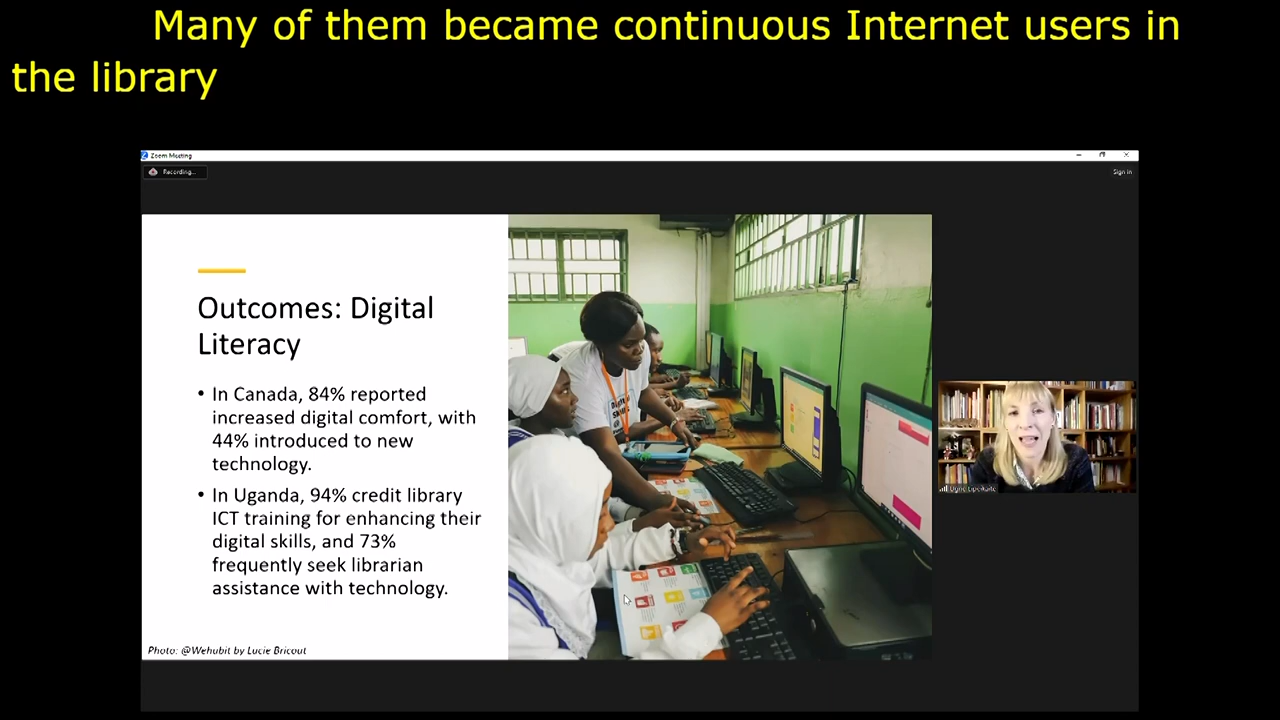 Many of them became continuous Internet users in
the library
Zoom Meeting
Recording...
Sign in
Outcomes: Digital
Literacy
• In Canada, 84% reported
increased digital comfort, with
44% introduced to new
technology.
• In Uganda, 94% credit library
ICT training for enhancing their
digital skills, and 73%
frequently seek librarian
assistance with technology.
Photo: @Wehubit by Lucie Bricout